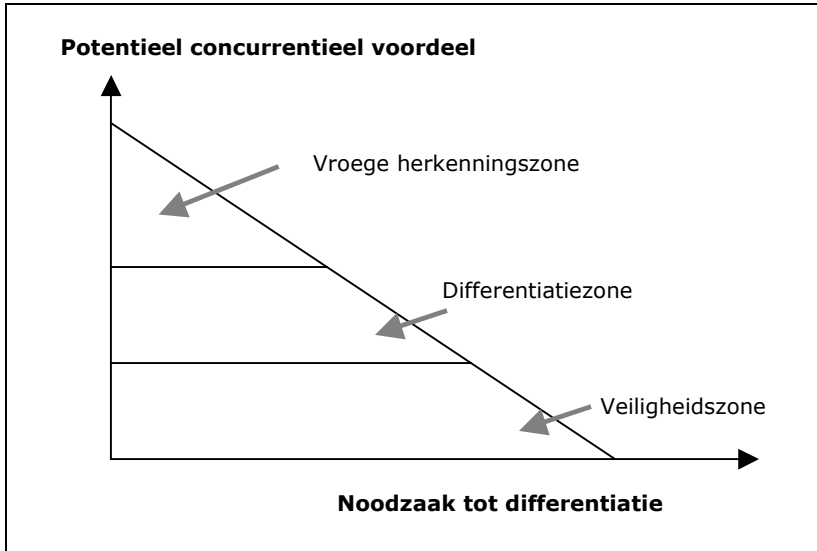 Potentieel concurrentieel voordeel
Vroege herkenningszone
Differentiatiezone
Veiligheidszone
Noodzaak tot differentiatie